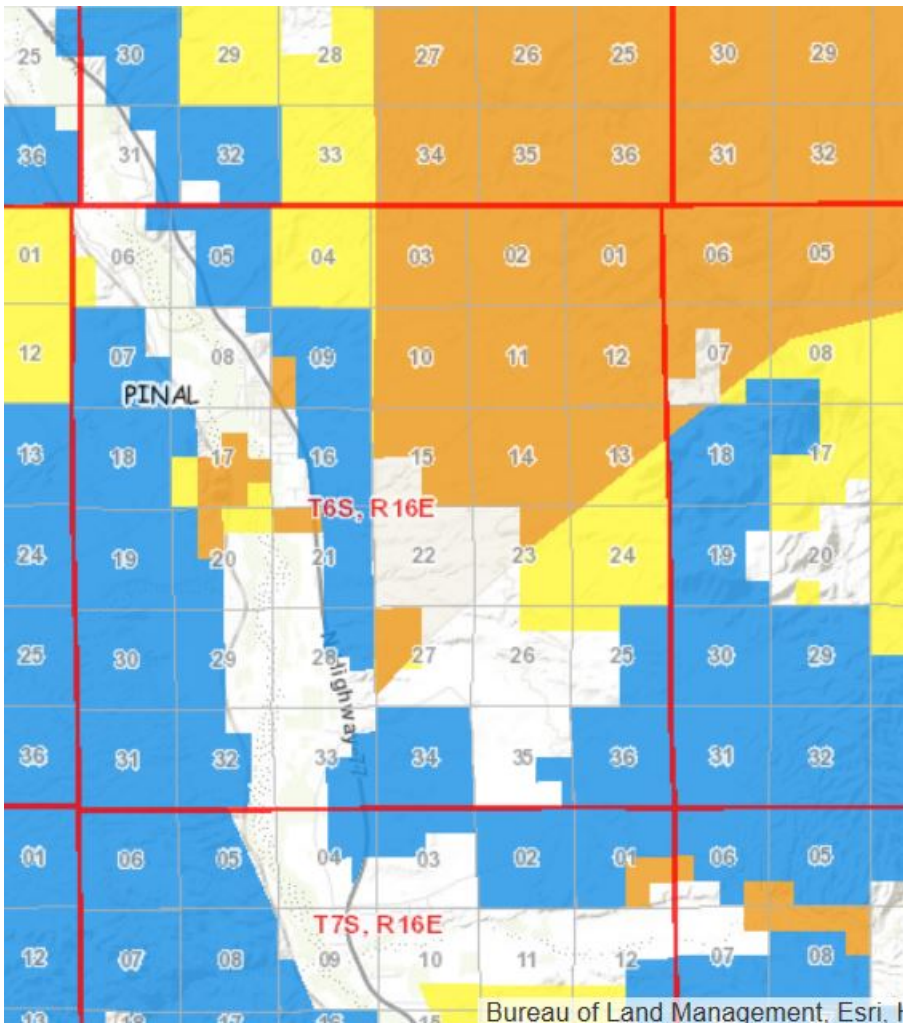 25 30 29 28 27 26 25 30 29
36 31 32 33 34 35 36 31 32
01 06 05 04 03 02 01 06 05
12 07 08 09 10 11 12 07 08
PINAL
13 18 17 16 15 14 13 18 17
T6S, R16E
24 19 20 21 22 23 24 19 20
25 30 29 28 27 26 25 30 29
N Highway 77
36 31 32 33 34 35 36 31 32
01 06 05 04 03 02 01 06 05
T7S, R16E
12 07 08 09 10 11 12 07 08
13 18 17 16 15
Bureau of Land Management, Esri, H